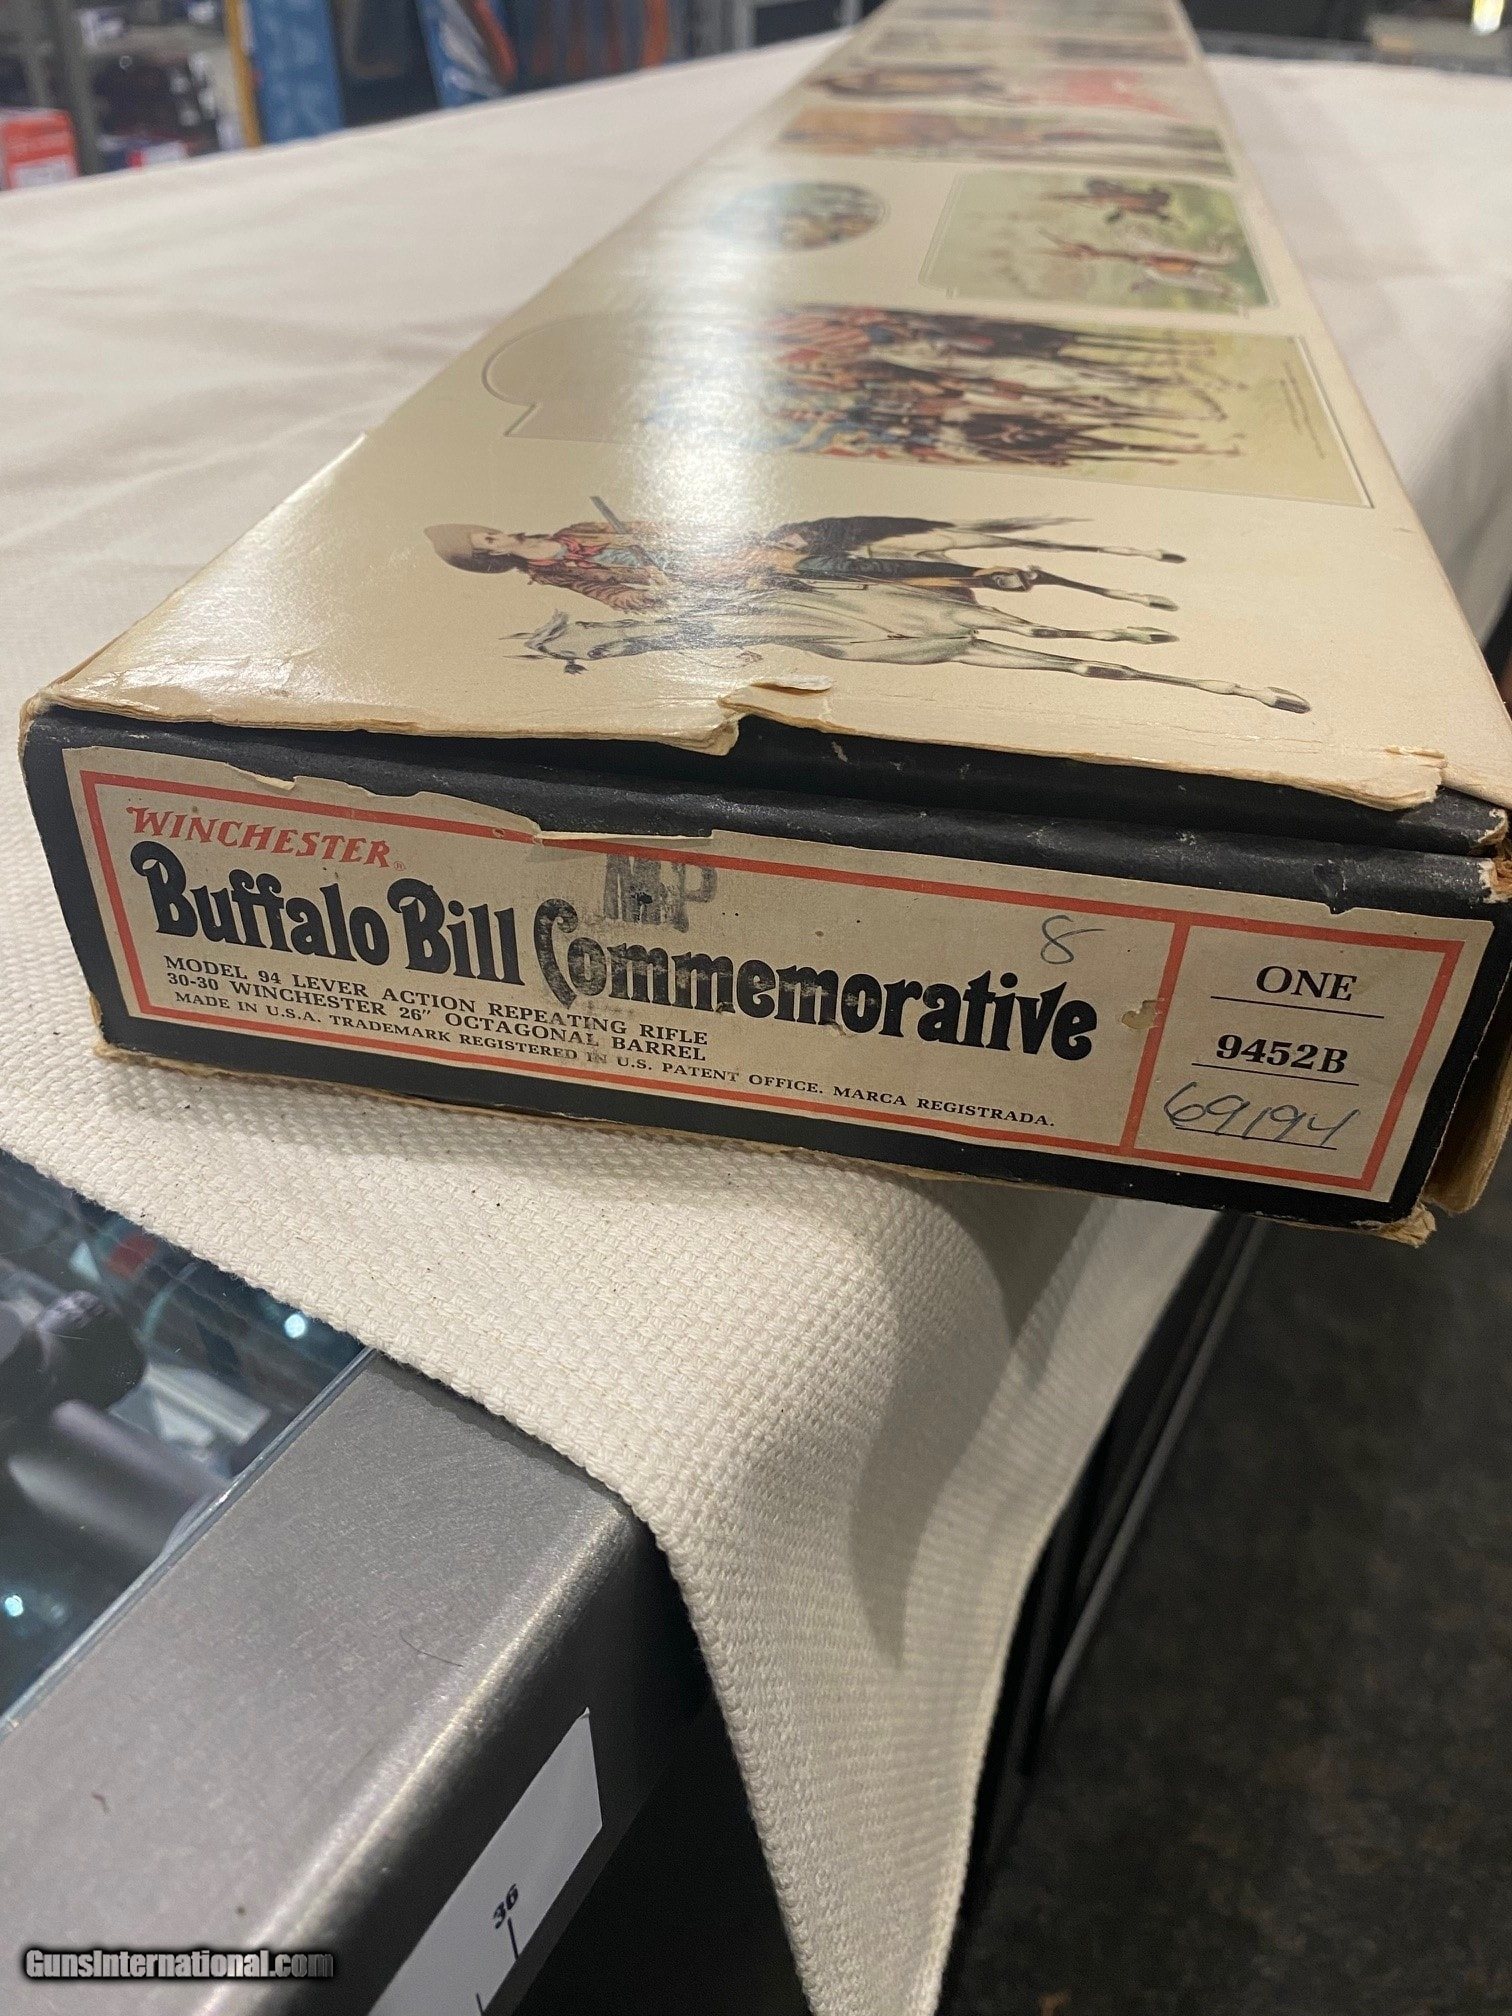 WINCHESTER®
MP
Buffalo Bill Commemorative
8
MODEL 94 LEVER ACTION REPEATING RIFLE
30-30 WINCHESTER 26" OCTAGONAL BARREL
MADE IN U.S.A. TRADEMARK REGISTERED IN U.S. PATENT OFFICE. MARCA REGISTRADA.
ONE
9452B
69194
36
GunsInternational.com